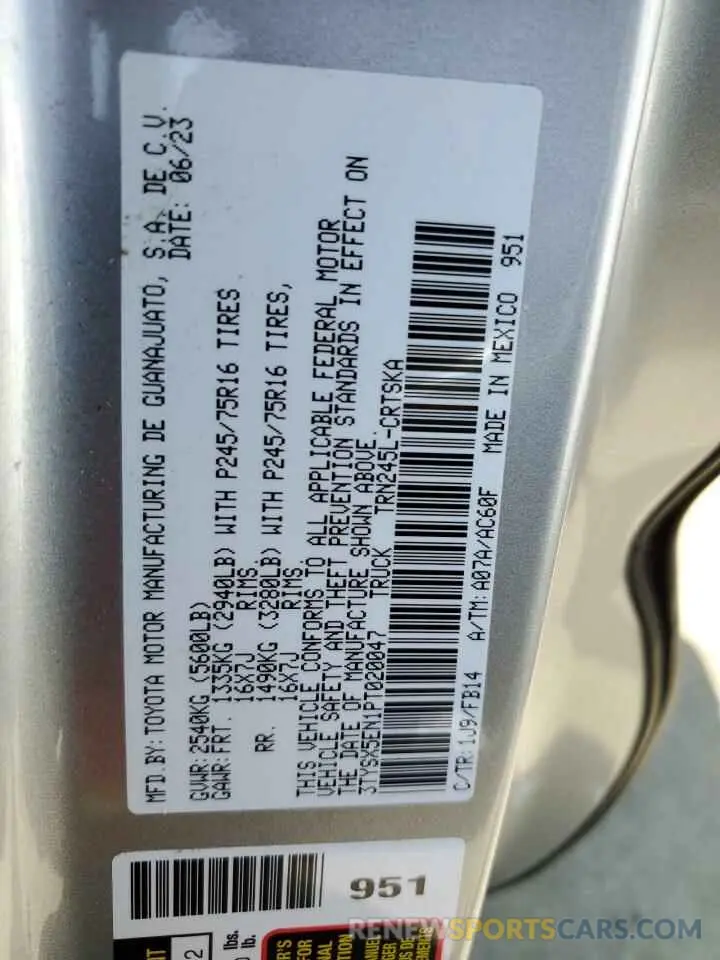 MFD.BY:TOYOTA MOTOR MANUFACTURING DE GUANAJUATO, S.A. DE C.V.
DATE: 06/23
GVWR:2540KG (5600LB)
GAWR:FRT. 1335KG (2940LB) WITH P245/75R16 TIRES
16X7J RIMS
RR. 1490KG (3280LB) WITH P245/75R16 TIRES,
16X7J RIMS
THIS VEHICLE CONFORMS TO ALL APPLICABLE FEDERAL MOTOR
VEHICLE SAFETY AND THEFT PREVENTION STANDARDS IN EFFECT ON
THE DATE OF MANUFACTURE SHOWN ABOVE.
3TYSX5EN1PT020047 TRUCK TRN245L-CRTSKA
C/TR:1J9/FB14 A/TM:A07A/AC60F MADE IN MEXICO 951
951
2
lbs.
lb.
RENEWSPORTSCARS.COM